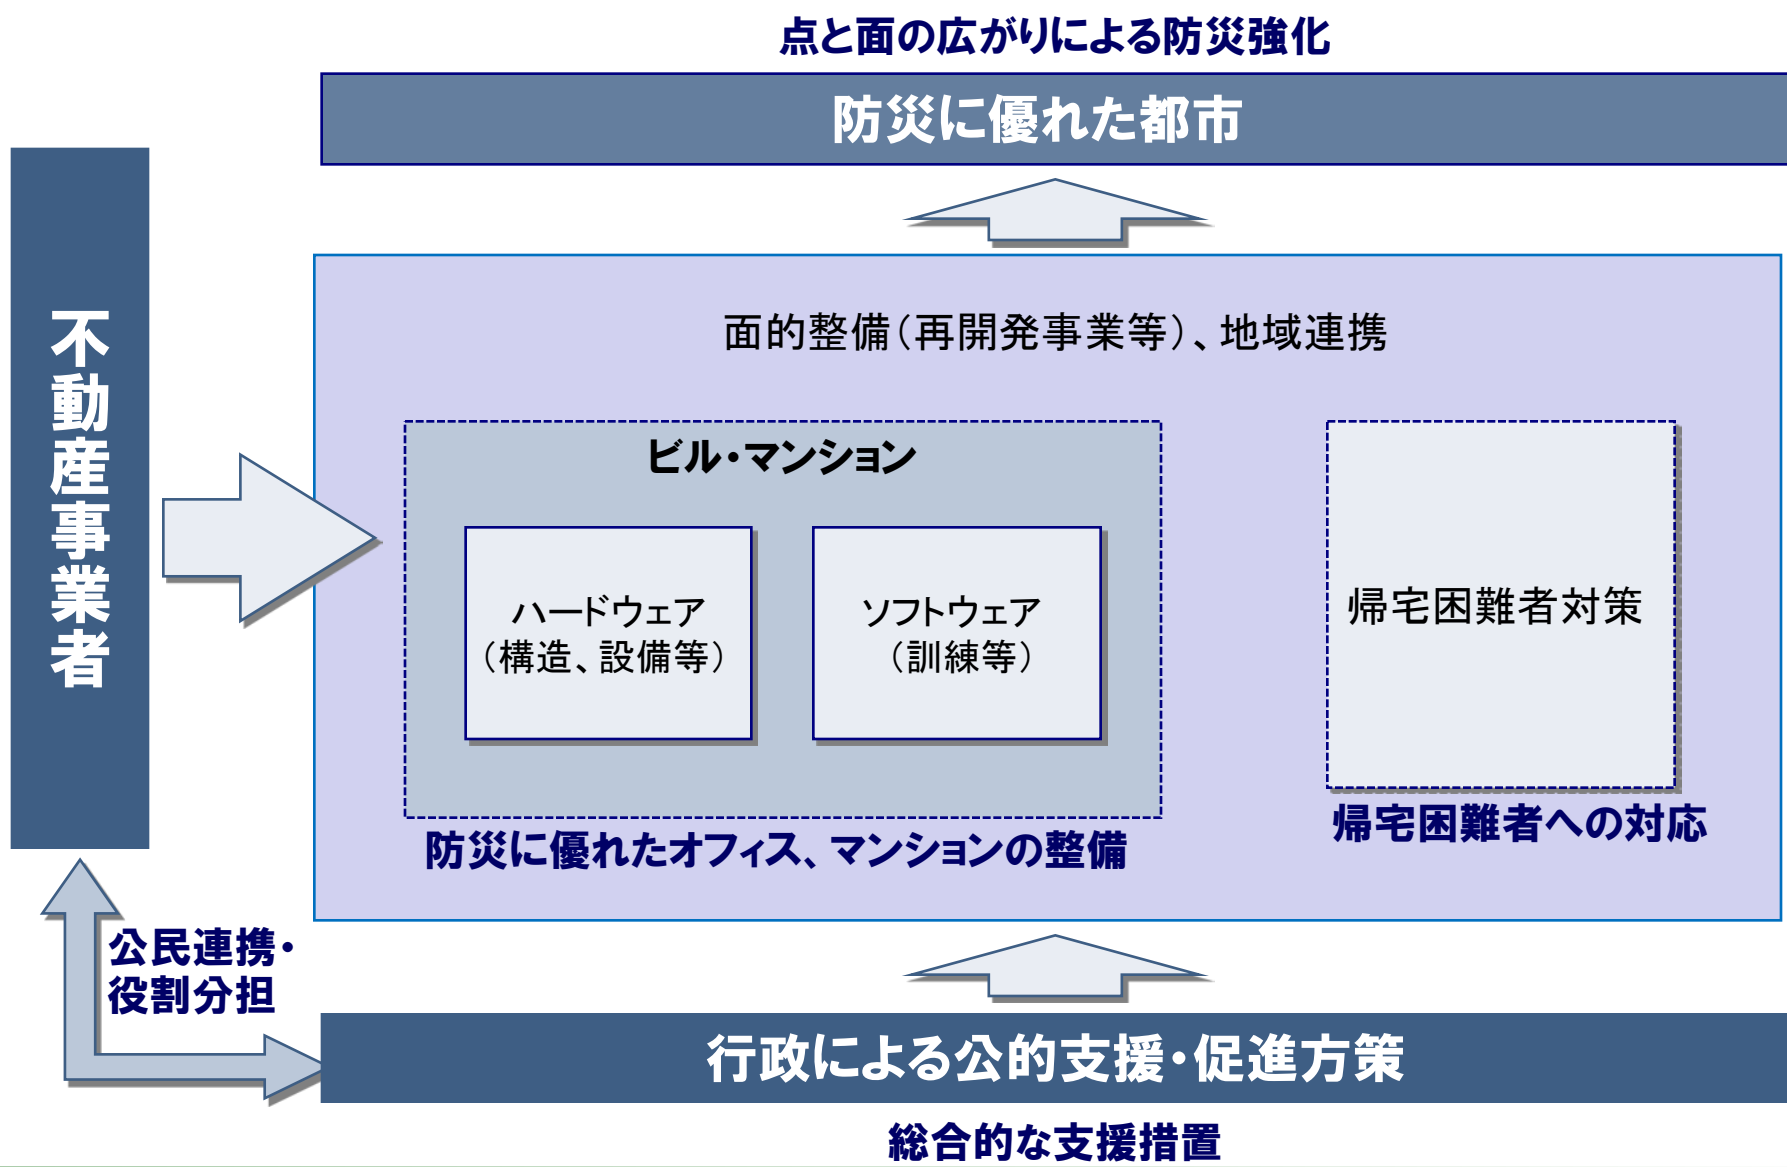 点と面の広がりによる防災強化
防災に優れた都市
不動産事業者
面的整備（再開発事業等）、地域連携
ビル・マンション
ハードウェア
（構造、設備等）
ソフトウェア
（訓練等）
帰宅困難者対策
防災に優れたオフィス、マンションの整備
帰宅困難者への対応
公民連携・
役割分担
行政による公的支援・促進方策
総合的な支援措置